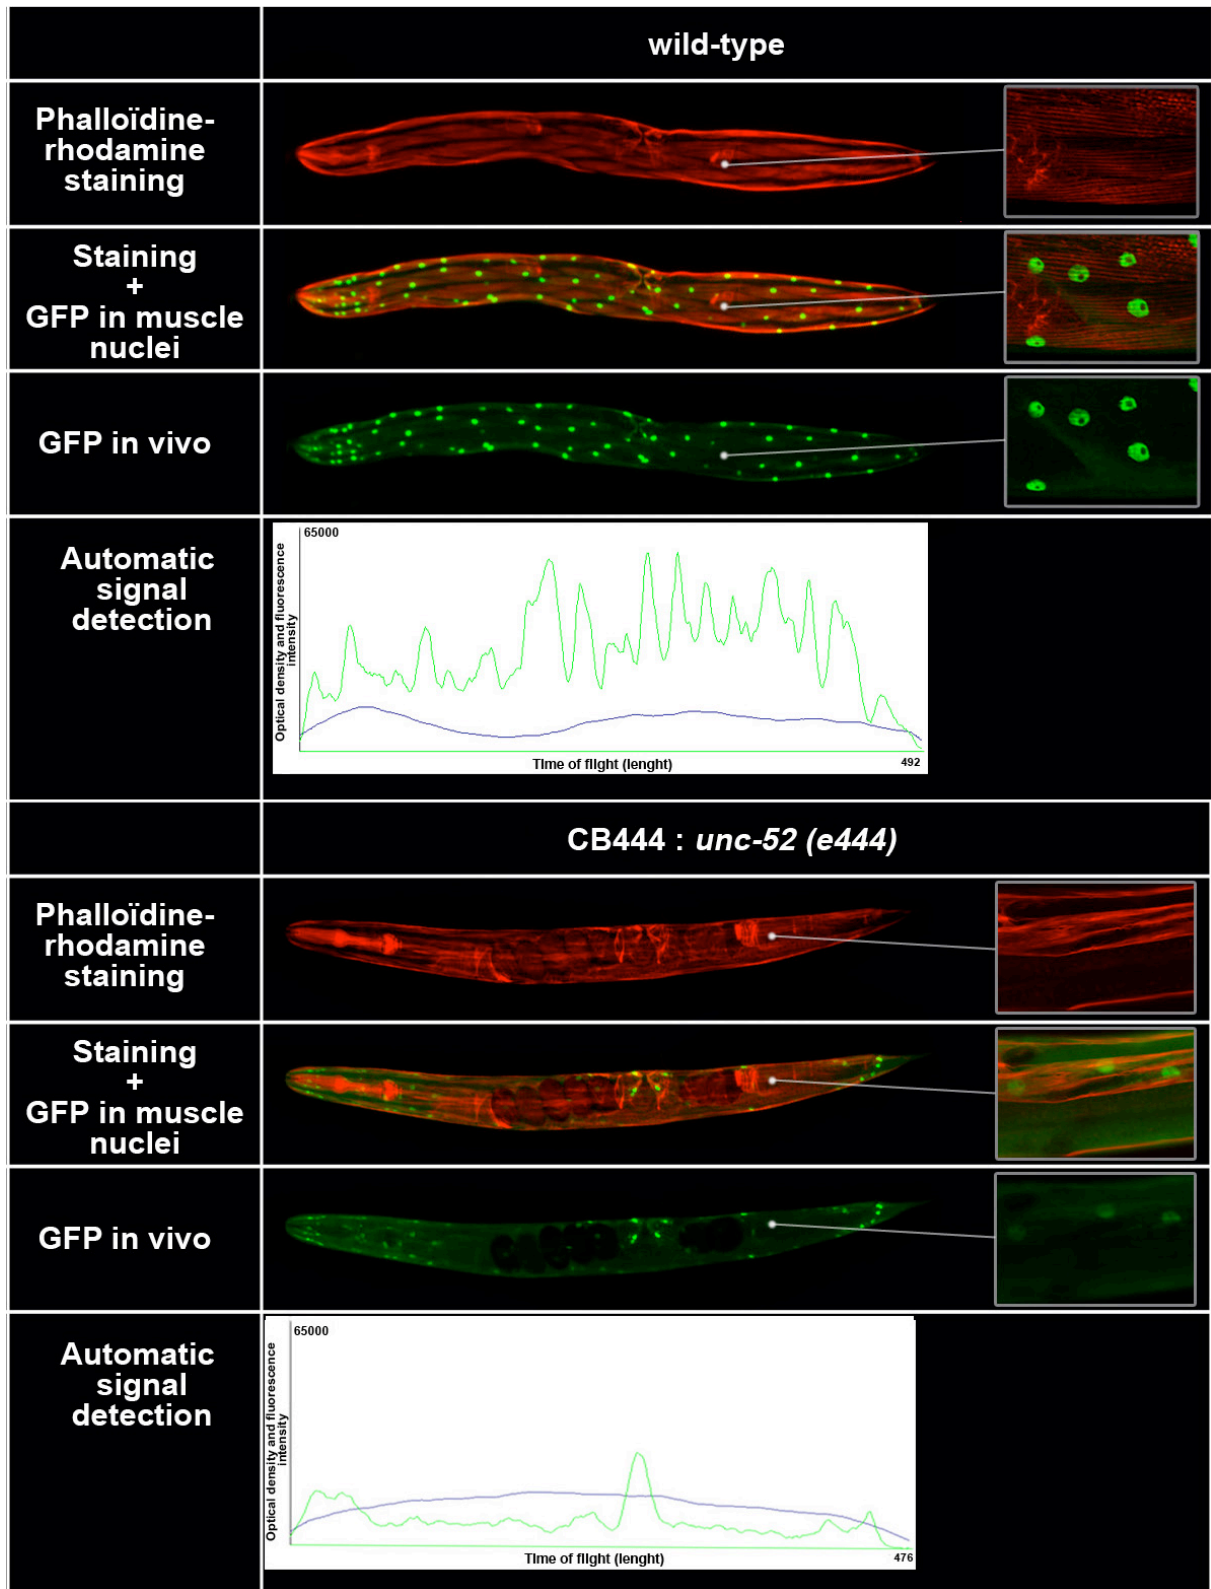 wild-type
Phalloïdine-
rhodamine
staining
Staining
+
GFP in muscle
nuclei
GFP in vivo
Automatic
signal
detection
65000
Optical density and fluorescence
intensity
Time of flight (lenght)
492
CB444 : unc-52 (e444)
Phalloïdine-
rhodamine
staining
Staining
+
GFP in muscle
nuclei
GFP in vivo
Automatic
signal
detection
65000
Optical density and fluorescence
intensity
Time of flight (lenght)
476